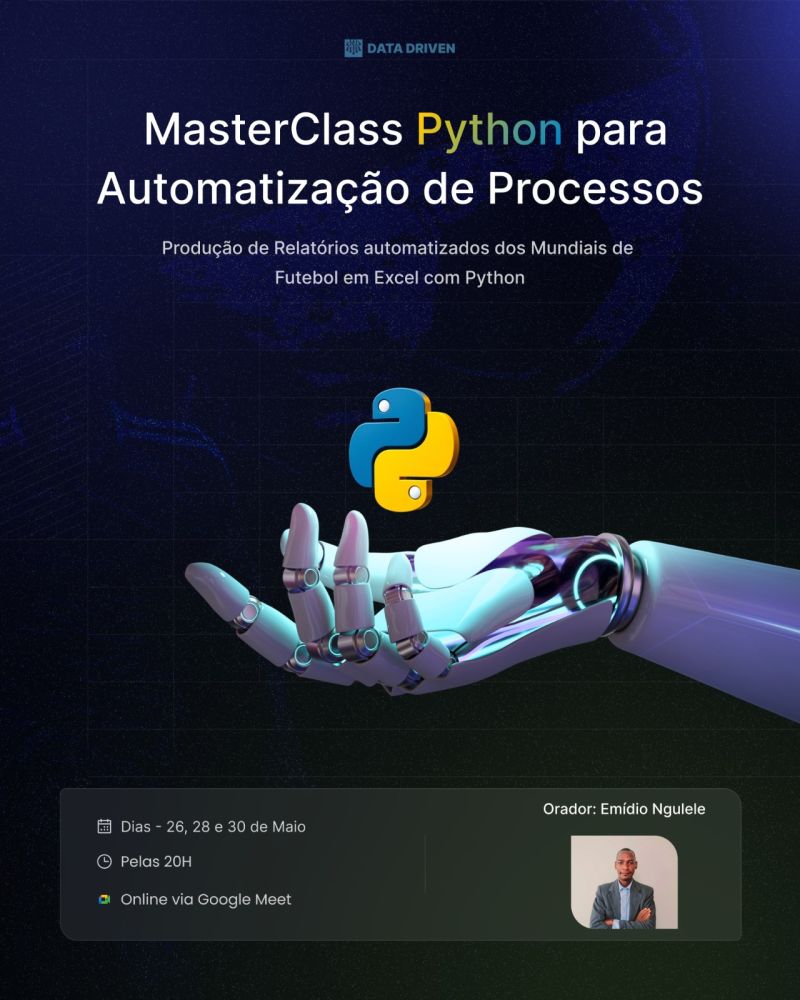 DATA DRIVEN
MasterClass Python para
Automatização de Processos
Produção de Relatórios automatizados dos Mundiais de
Futebol em Excel com Python
Dias - 26, 28 e 30 de Maio
Pelas 20H
Online via Google Meet
Orador: Emídio Ngulele